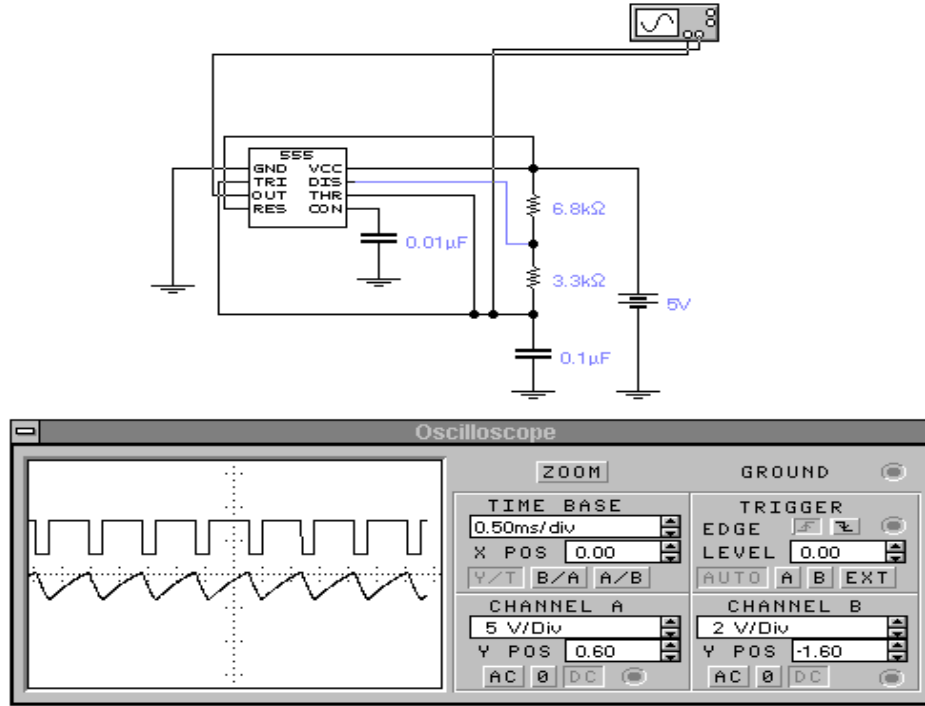 555
GND VCC
TRI DIS
OUT THR
RES CON
6.8kΩ
0.01µF
3.3kΩ
5V
0.1µF
Oscilloscope
ZOOM GROUND
TIME BASE TRIGGER
0.50ms/div EDGE
X POS 0.00 LEVEL 0.00
Y/T B/A A/B AUTO A B EXT
CHANNEL A CHANNEL B
5 V/Div 2 V/Div
Y POS 0.60 Y POS -1.60
AC 0 DC AC 0 DC